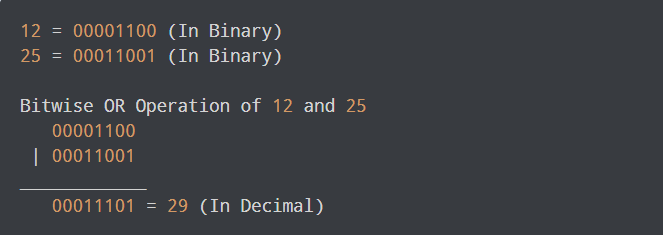 12 = 00001100 (In Binary)
25 = 00011001 (In Binary)
Bitwise OR Operation of 12 and 25
00001100
| 00011001
____________
00011101 = 29 (In Decimal)